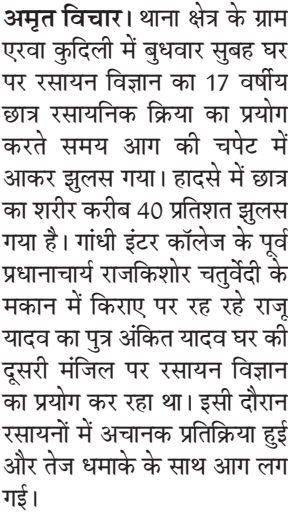 अमृत विचार। थाना क्षेत्र के ग्राम
एरवा कुदिली में बुधवार सुबह घर
पर रसायन विज्ञान का 17 वर्षीय
छात्र रसायनिक क्रिया का प्रयोग
करते समय आग की चपेट में
आकर झुलस गया। हादसे में छात्र
का शरीर करीब 40 प्रतिशत झुलस
गया है। गांधी इंटर कॉलेज के पूर्व
प्रधानाचार्य राजकिशोर चतुर्वेदी के
मकान में किराए पर रह रहे राजू
यादव का पुत्र अंकित यादव घर की
दूसरी मंजिल पर रसायन विज्ञान
का प्रयोग कर रहा था। इसी दौरान
रसायनों में अचानक प्रतिक्रिया हुई
और तेज धमाके के साथ आग लग
गई।